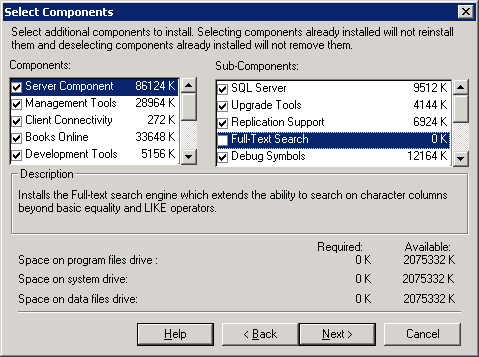 Select Components
Select additional components to install. Selecting components already installed will not reinstall
them and deselecting components already installed will not remove them.
Components:
Server Component 86124 K
Management Tools 28964 K
Client Connectivity 272 K
Books Online 33648 K
Development Tools 5156 K
Sub-Components:
SQL Server 9512 K
Upgrade Tools 4144 K
Replication Support 6924 K
Full-Text Search 0 K
Debug Symbols 12164 K
Description
Installs the Full-text search engine which extends the ability to search on character columns
beyond basic equality and LIKE operators.
Required: Available:
Space on program files drive : 0 K 2075332 K
Space on system drive: 0 K 2075332 K
Space on data files drive: 0 K 2075332 K
Help < Back Next > Cancel